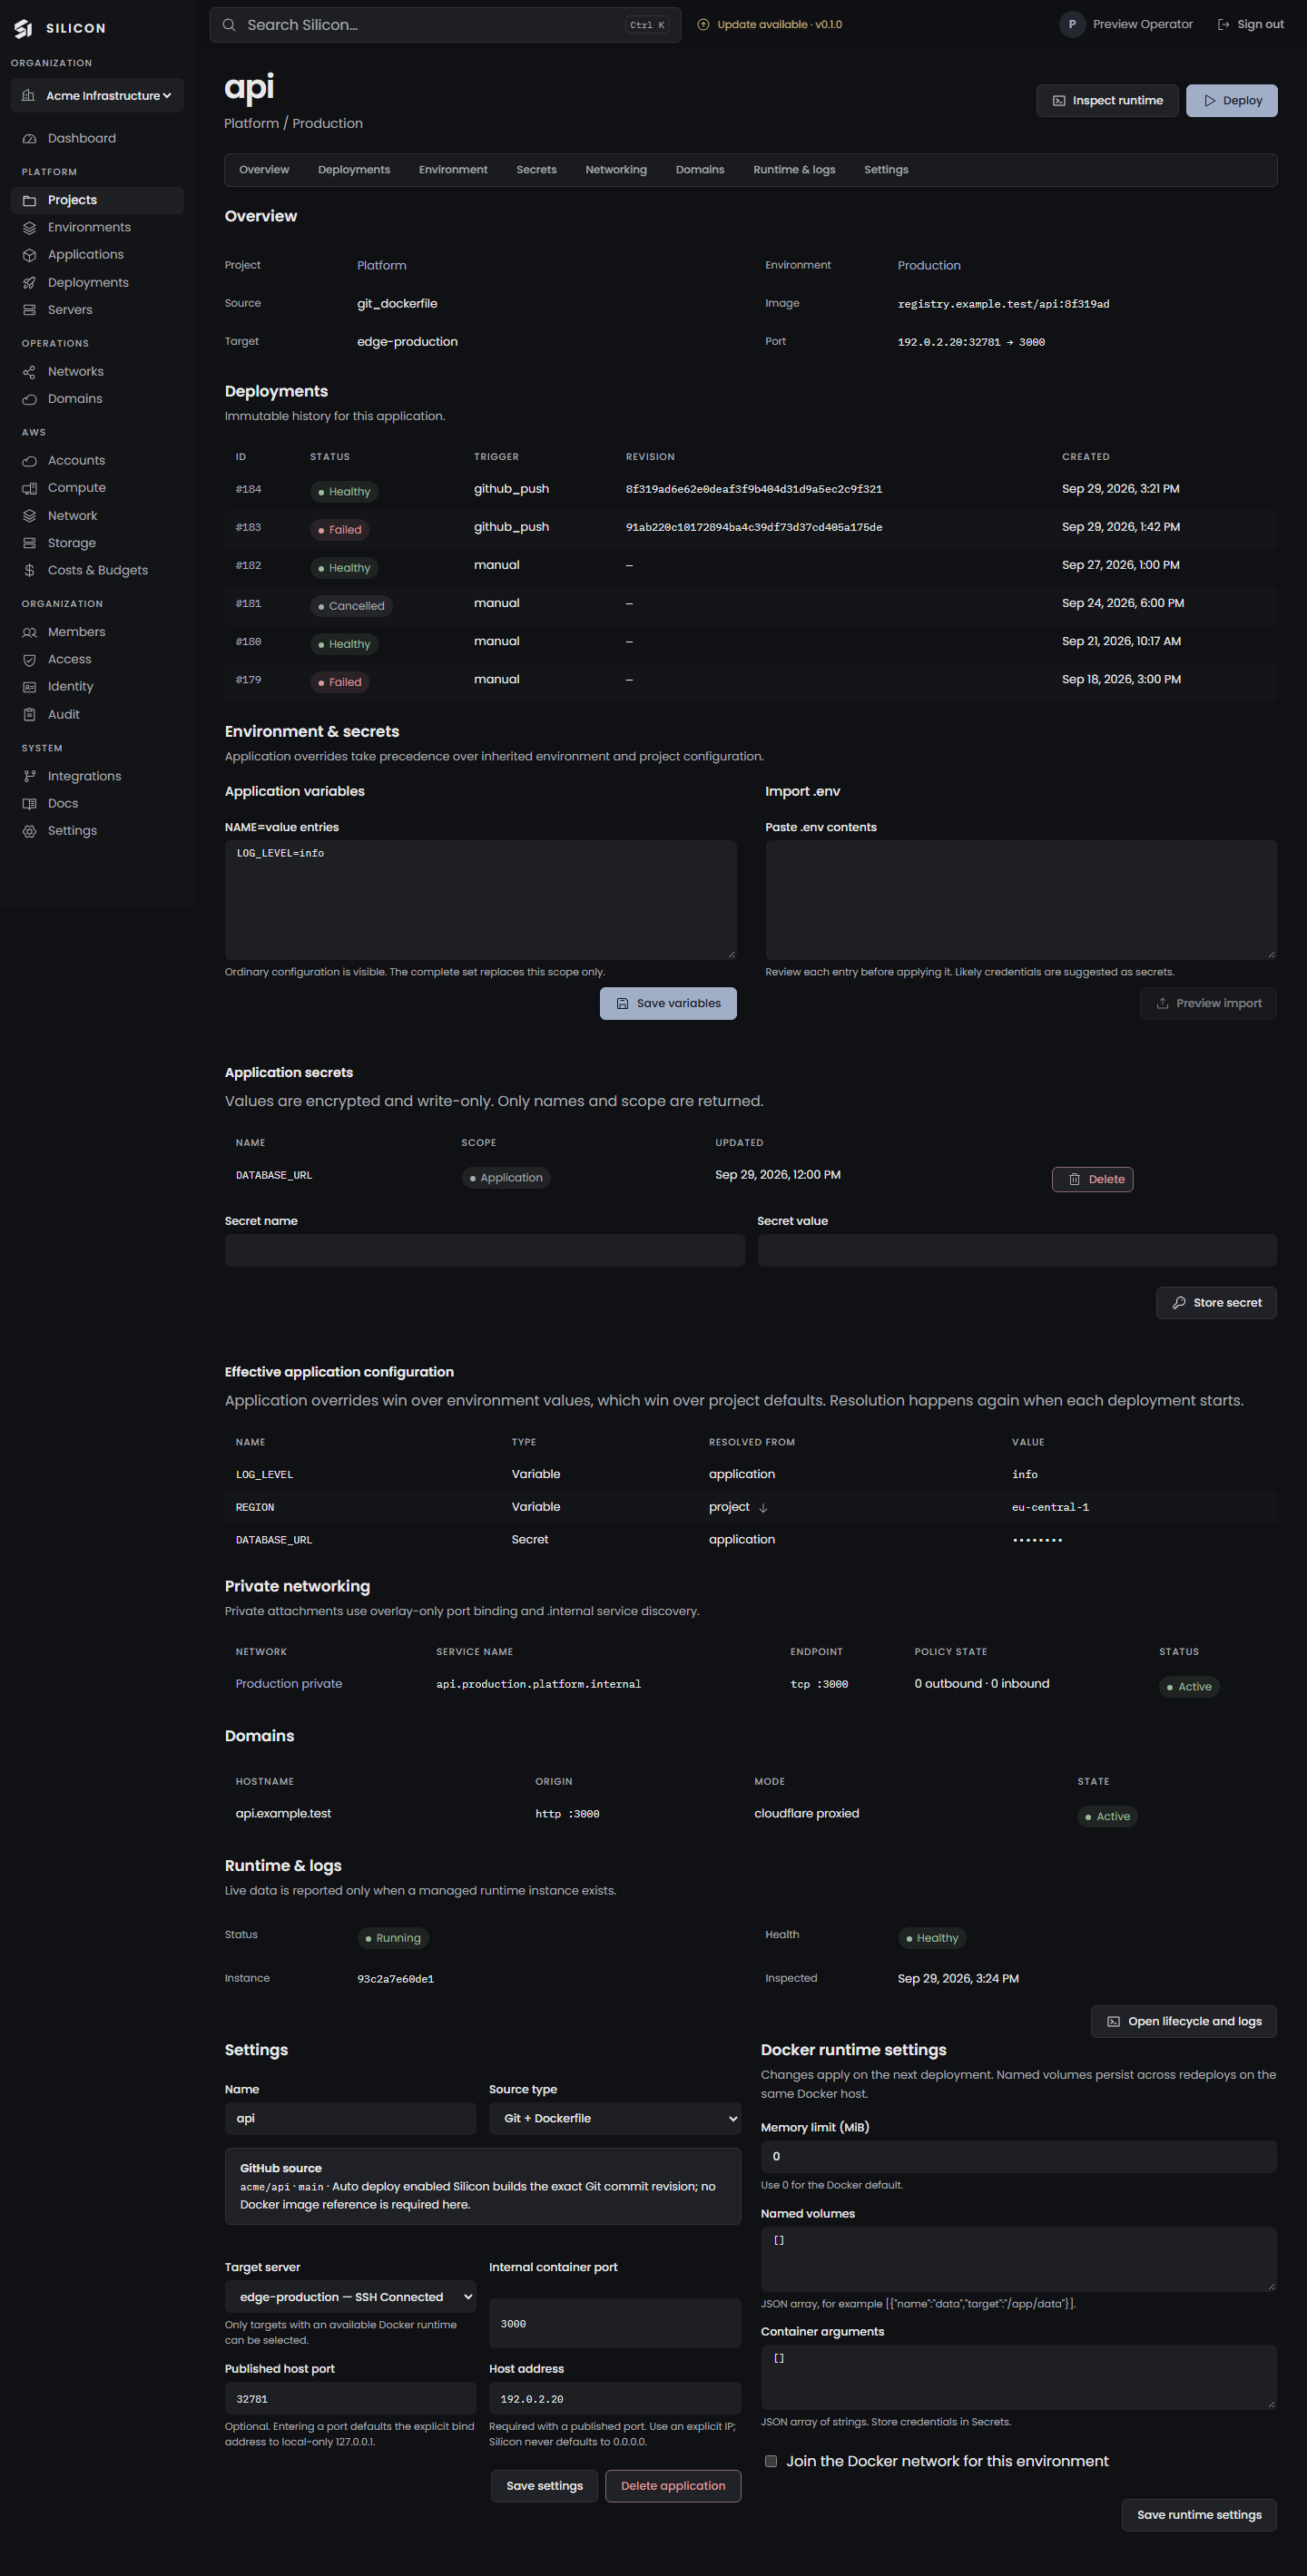 SILICON
ORGANIZATION
Acme Infrastructure
Dashboard
PLATFORM
Projects
Environments
Applications
Deployments
Servers
OPERATIONS
Networks
Domains
AWS
Accounts
Compute
Network
Storage
Costs & Budgets
ORGANIZATION
Members
Access
Identity
Audit
SYSTEM
Integrations
Docs
Settings
Search Silicon...
Ctrl K
Update available · v0.1.0
P
Preview Operator
Sign out
api
Platform / Production
Inspect runtime
Deploy
Overview Deployments Environment Secrets Networking Domains Runtime & logs Settings
Overview
Project Platform Environment Production
Source git_dockerfile Image registry.example.test/api:8f319ad
Target edge-production Port 192.0.2.20:32781 → 3000
Deployments
Immutable history for this application.
ID STATUS TRIGGER REVISION CREATED
#184 Healthy github_push 8f319ad6e62e0deaf3f9b404d31d9a5ec2c9f321 Sep 29, 2026, 3:21 PM
#183 Failed github_push 91ab220c10172894ba4c39df73d37cd405a175de Sep 29, 2026, 1:42 PM
#182 Healthy manual — Sep 27, 2026, 1:00 PM
#181 Cancelled manual — Sep 24, 2026, 6:00 PM
#180 Healthy manual — Sep 21, 2026, 10:17 AM
#179 Failed manual — Sep 18, 2026, 3:00 PM
Environment & secrets
Application overrides take precedence over inherited environment and project configuration.
Application variables
NAME=value entries
LOG_LEVEL=info
Ordinary configuration is visible. The complete set replaces this scope only.
Save variables
Import .env
Paste .env contents
Review each entry before applying it. Likely credentials are suggested as secrets.
Preview import
Application secrets
Values are encrypted and write-only. Only names and scope are returned.
NAME SCOPE UPDATED
DATABASE_URL Application Sep 29, 2026, 12:00 PM Delete
Secret name Secret value
Store secret
Effective application configuration
Application overrides win over environment values, which win over project defaults. Resolution happens again when each deployment starts.
NAME TYPE RESOLVED FROM VALUE
LOG_LEVEL Variable application info
REGION Variable project ↓ eu-central-1
DATABASE_URL Secret application ••••••••
Private networking
Private attachments use overlay-only port binding and .internal service discovery.
NETWORK SERVICE NAME ENDPOINT POLICY STATE STATUS
Production private api.production.platform.internal tcp :3000 0 outbound · 0 inbound Active
Domains
HOSTNAME ORIGIN MODE STATE
api.example.test http :3000 cloudflare proxied Active
Runtime & logs
Live data is reported only when a managed runtime instance exists.
Status Running Health Healthy
Instance 93c2a7e60de1 Inspected Sep 29, 2026, 3:24 PM
Open lifecycle and logs
Settings
Name Source type
api Git + Dockerfile
GitHub source
acme/api · main · Auto deploy enabled Silicon builds the exact Git commit revision; no
Docker image reference is required here.
Target server Internal container port
edge-production — SSH Connected 3000
Only targets with an available Docker runtime
can be selected.
Published host port Host address
32781 192.0.2.20
Optional. Entering a port defaults the explicit bind
address to local-only 127.0.0.1.
Required with a published port. Use an explicit IP;
Silicon never defaults to 0.0.0.0.
Save settings Delete application
Docker runtime settings
Changes apply on the next deployment. Named volumes persist across redeploys on the
same Docker host.
Memory limit (MiB)
0
Use 0 for the Docker default.
Named volumes
[]
JSON array, for example [{"name":"data","target":"/app/data"}].
Container arguments
[]
JSON array of strings. Store credentials in Secrets.
Join the Docker network for this environment
Save runtime settings